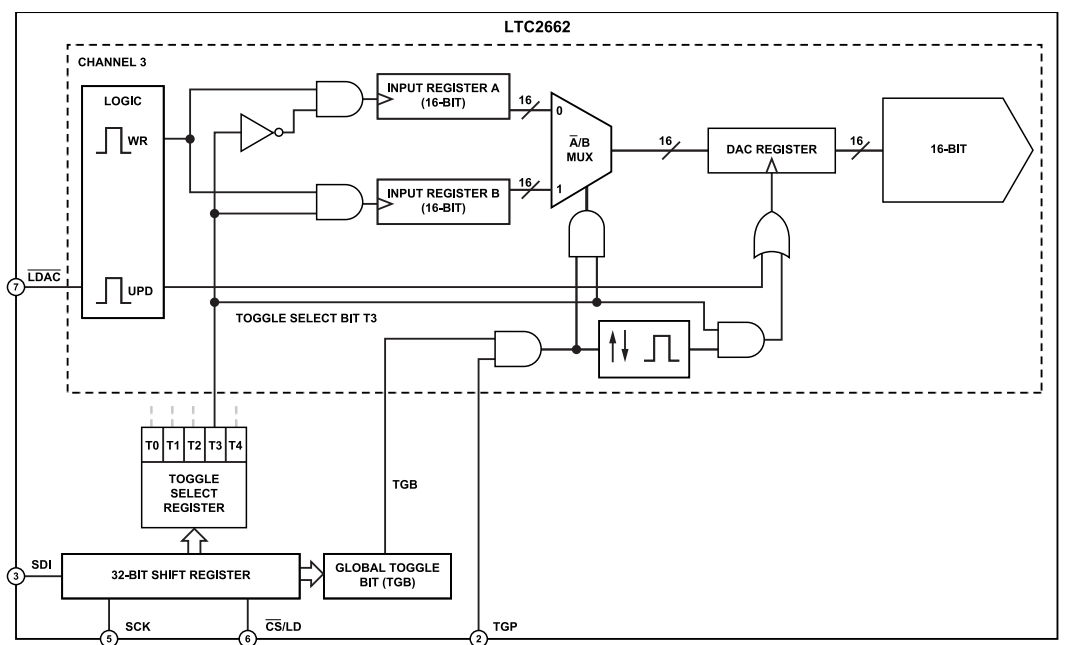 LTC2662
CHANNEL 3
LOGIC
WR
UPD
INPUT REGISTER A
(16-BIT)
16
0
INPUT REGISTER B
(16-BIT)
16
1
A̅/B
MUX
16
DAC REGISTER
16
16-BIT
7
L̅D̅A̅C̅
TOGGLE SELECT BIT T3
T0 T1 T2 T3 T4
TOGGLE
SELECT
REGISTER
TGB
3
SDI
32-BIT SHIFT REGISTER
GLOBAL TOGGLE
BIT (TGB)
5
SCK
6
C̅S̅/LD
2
TGP